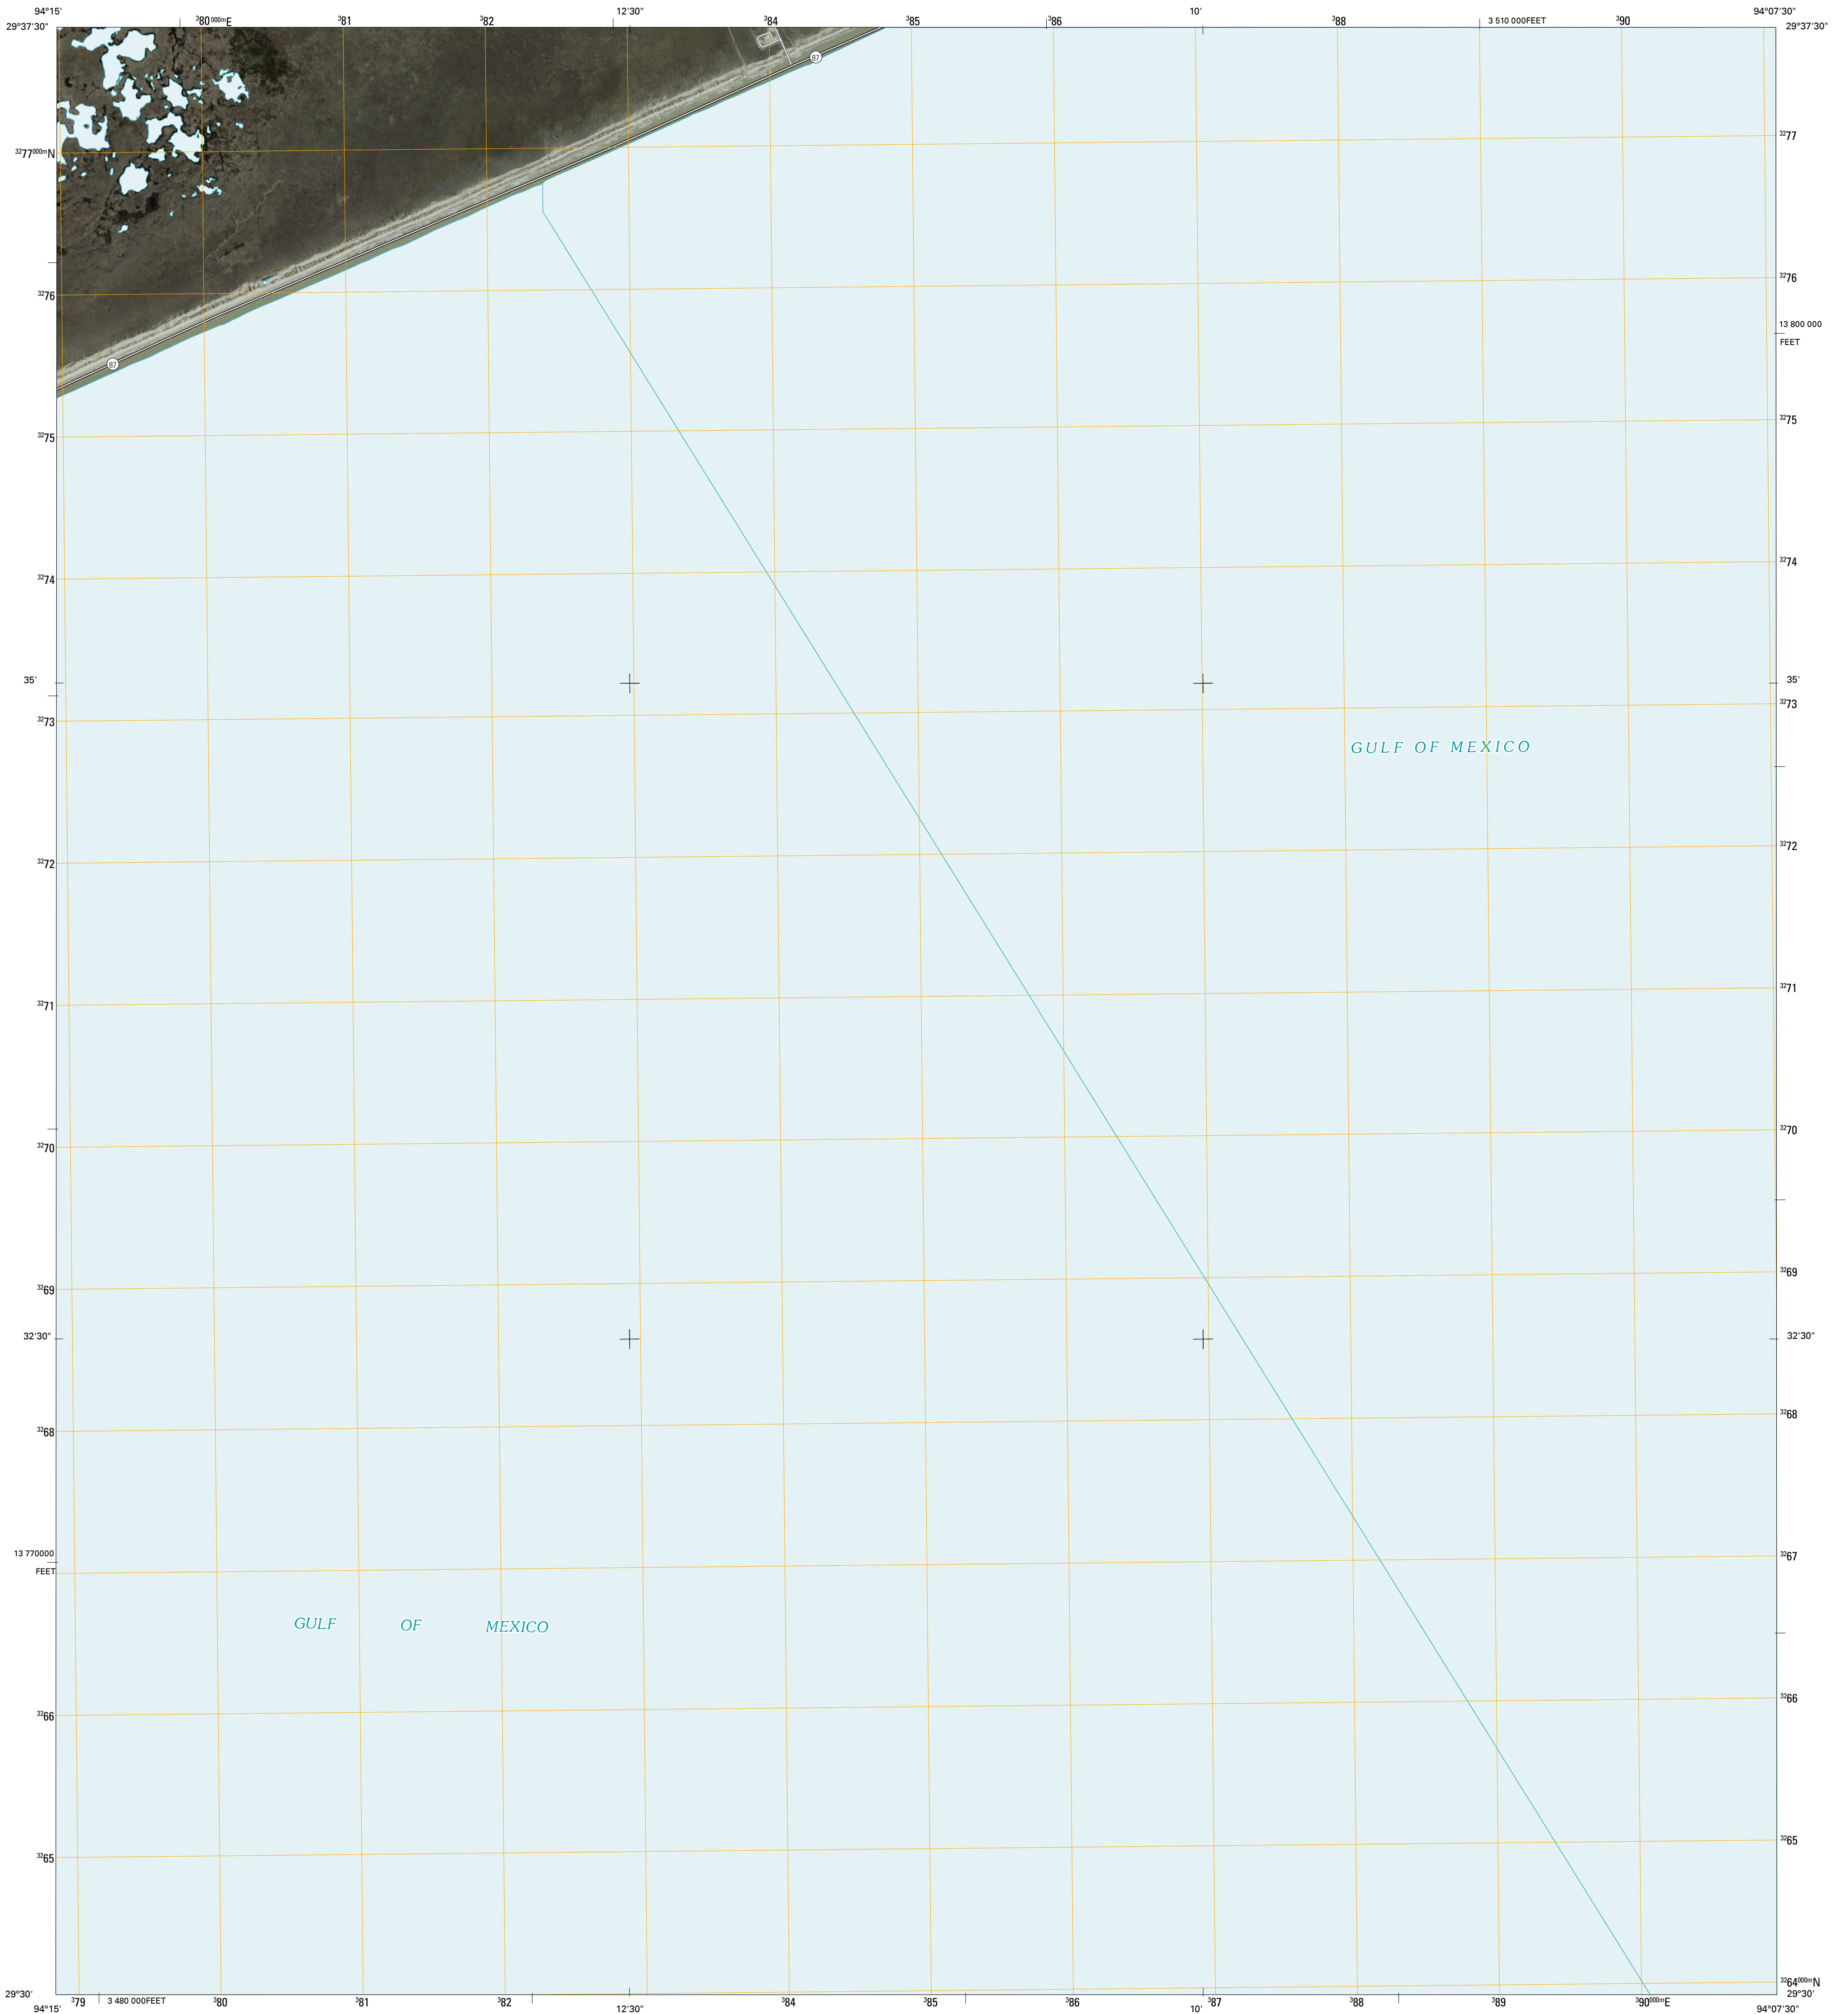 94°15' ³80⁰⁰⁰ᵐE ³81 ³82 12'30" ³84 ³85 ³86 10' ³88 3 510 000FEET ³90 94°07'30"
29°37'30" 29°37'30"
87
³²77 
³²77⁰⁰⁰ᵐN
³²76 ³²76
13 800 000
FEET
87
³²75 ³²75
³²74 ³²74
35' 35'
³²73 ³²73
GULF OF MEXICO
³²72 ³²72
³²71 ³²71
³²70 ³²70
³²69 ³²69
32'30" 32'30"
³²68 ³²68
13 770000 ³²67
FEET
GULF OF MEXICO
³²66 ³²66
³²65 ³²65
³²64⁰⁰⁰ᵐN
29°30' 29°30'
94°15' ³79 3 480 000FEET ³80 ³81 ³82 12'30" ³84 ³85 ³86 10' ³87 ³88 ³89 ³90⁰⁰⁰ᵐE 94°07'30"